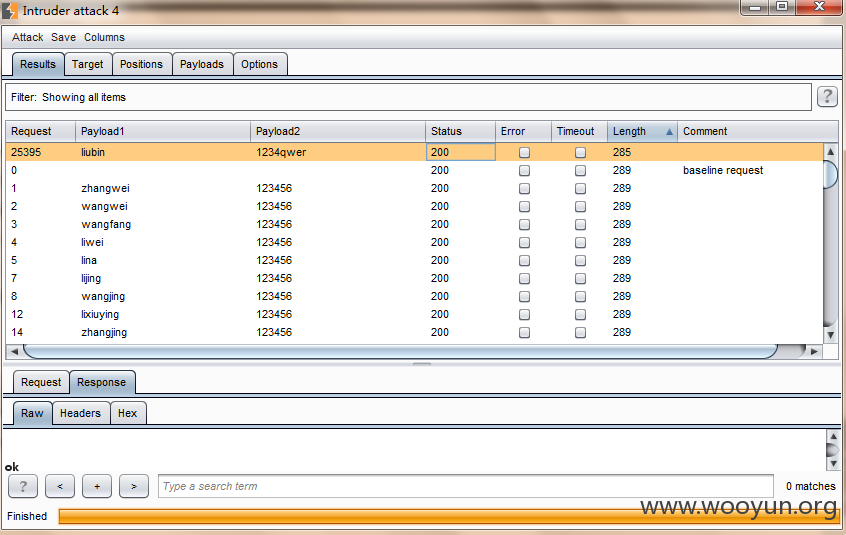 Intruder attack 4
Attack Save Columns
Results Target Positions Payloads Options
Filter: Showing all items ?
Request Payload1 Payload2 Status Error Timeout Length Comment
25395 liubin 1234qwer 200 285
0 200 289 baseline request
1 zhangwei 123456 200 289
2 wangwei 123456 200 289
3 wangfang 123456 200 289
4 liwei 123456 200 289
5 lina 123456 200 289
7 lijing 123456 200 289
8 wangjing 123456 200 289
12 lixiuying 123456 200 289
14 zhangjing 123456 200 289
Request Response
Raw Headers Hex
ok
? < + > Type a search term 0 matches
www.wooyun.org
Finished